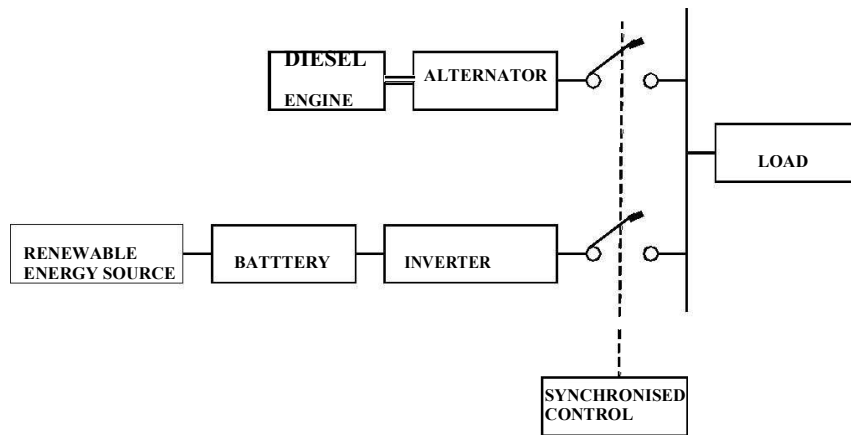 DIESEL
ENGINE
ALTERNATOR
LOAD
RENEWABLE
ENERGY SOURCE
BATTTERY
INVERTER
SYNCHRONISED
CONTROL